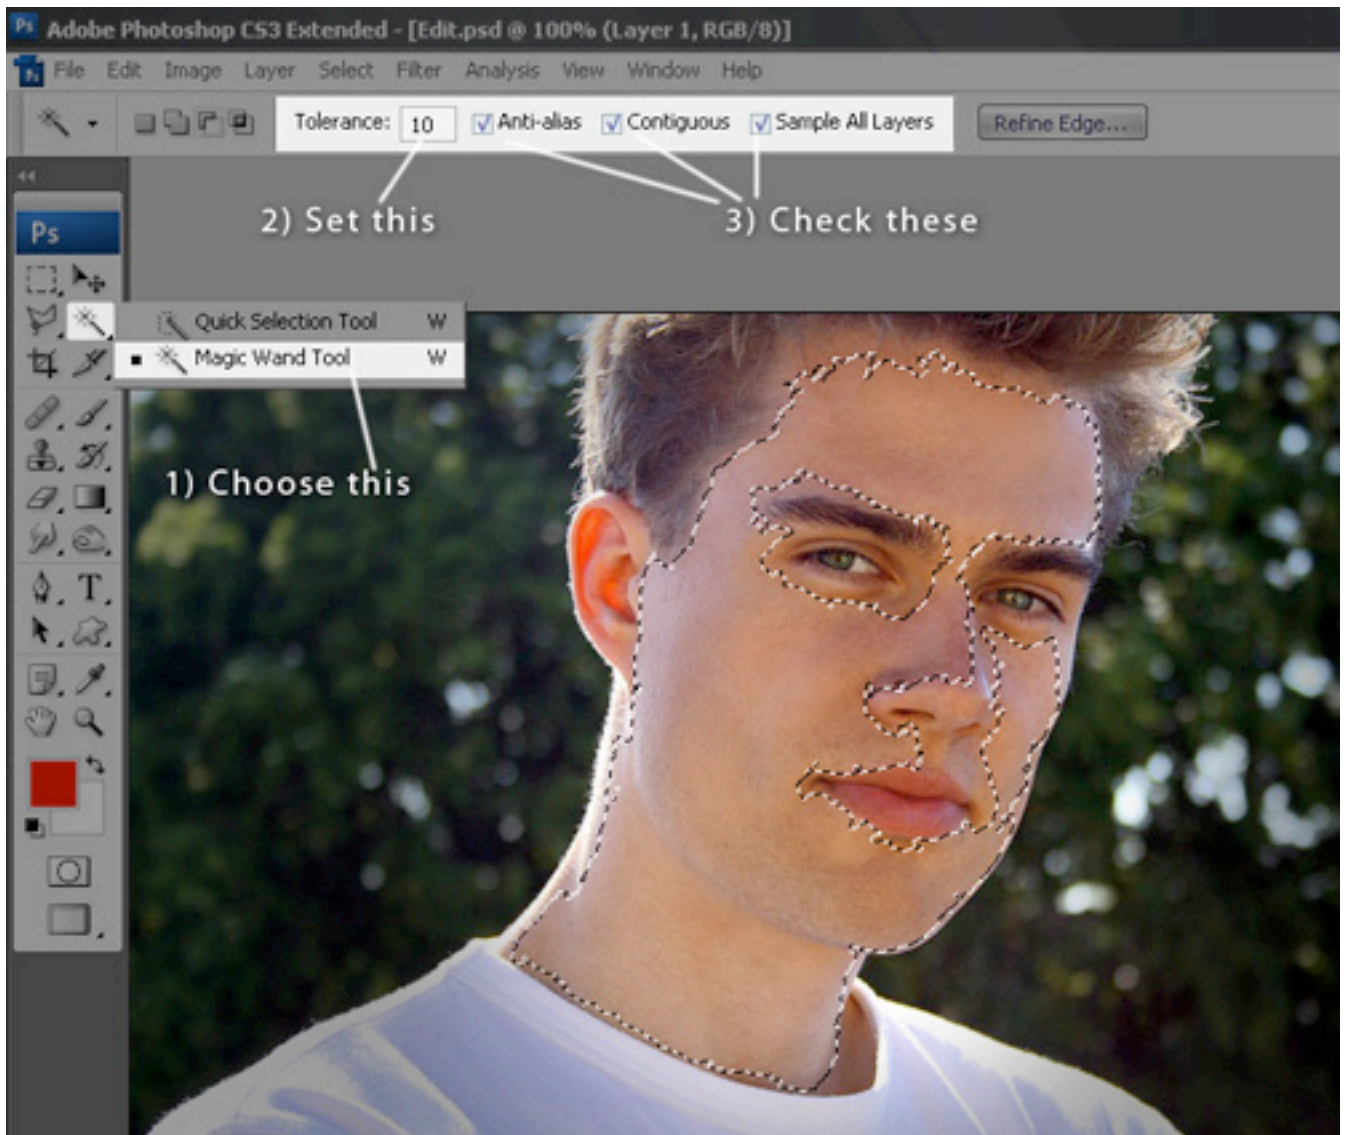 Ps Adobe Photoshop CS3 Extended - [Edit.psd @ 100% (Layer 1, RGB/8)]
Ps File Edit Image Layer Select Filter Analysis View Window Help
Tolerance: 10 Anti-alias Contiguous Sample All Layers Refine Edge...
2) Set this 3) Check these
Ps
Quick Selection Tool W
Magic Wand Tool W
1) Choose this
T